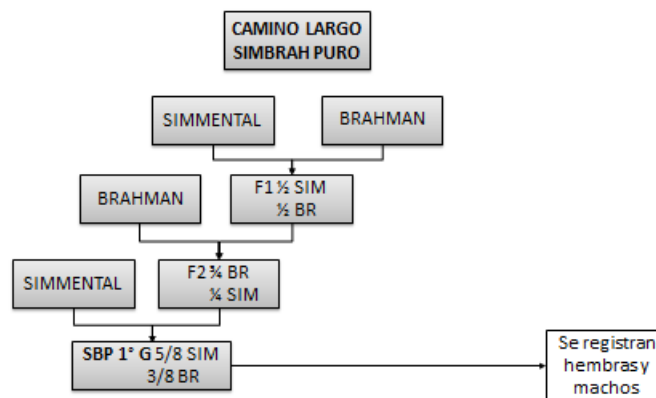 CAMINO LARGO
SIMBRAH PURO
SIMMENTAL
BRAHMAN
BRAHMAN
F1 ½ SIM
½ BR
SIMMENTAL
F2 ¾ BR
¼ SIM
SBP 1° G 5/8 SIM
3/8 BR
Se registran
hembras y
machos